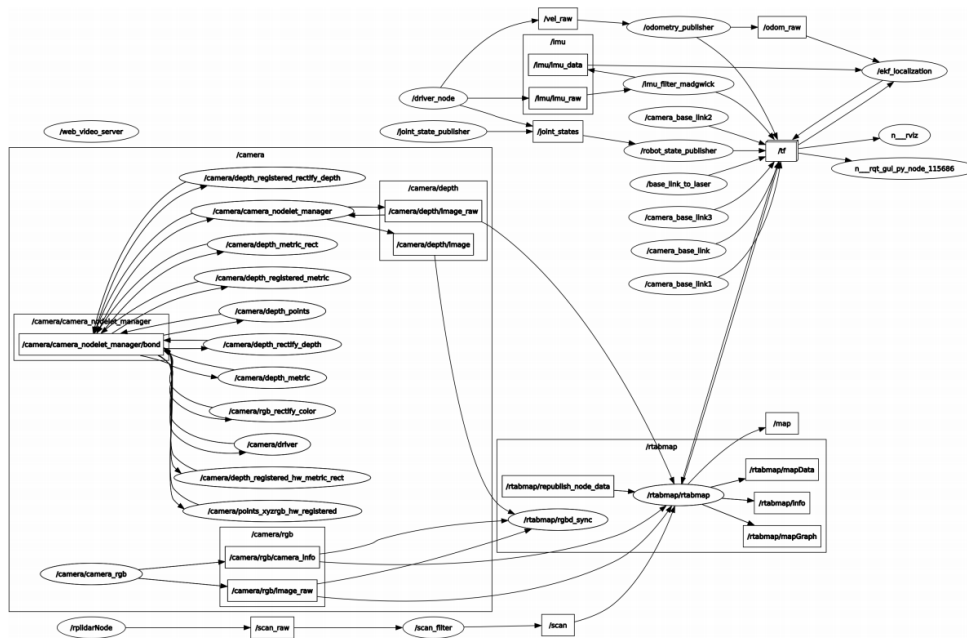 /vel_raw
/odometry_publisher
/odom_raw
/imu
/imu/imu_data
/ekf_localization
/driver_node
/imu/imu_raw
/imu_filter_madgwick
/web_video_server
/joint_state_publisher
/joint_states
/camera_base_link2
/robot_state_publisher
/tf
n___rviz
n___rqt_gui_py_node_115686
/base_link_to_laser
/camera_base_link3
/camera_base_link
/camera_base_link1
/camera
/camera/depth_registered_rectify_depth
/camera/depth
/camera/camera_nodelet_manager
/camera/depth/image_raw
/camera/depth_metric_rect
/camera/depth/image
/camera/depth_registered_metric
/camera/camera_nodelet_manager
/camera/depth_points
/camera/camera_nodelet_manager/bond
/camera/depth_rectify_depth
/camera/depth_metric
/camera/rgb_rectify_color
/camera/driver
/camera/depth_registered_hw_metric_rect
/camera/points_xyzrgb_hw_registered
/map
/rtabmap
/rtabmap/republish_node_data
/rtabmap/rtabmap
/rtabmap/mapData
/rtabmap/info
/rtabmap/rgbd_sync
/rtabmap/mapGraph
/camera/rgb
/camera/rgb/camera_info
/camera/camera_rgb
/camera/rgb/image_raw
/rplidarNode
/scan_raw
/scan_filter
/scan